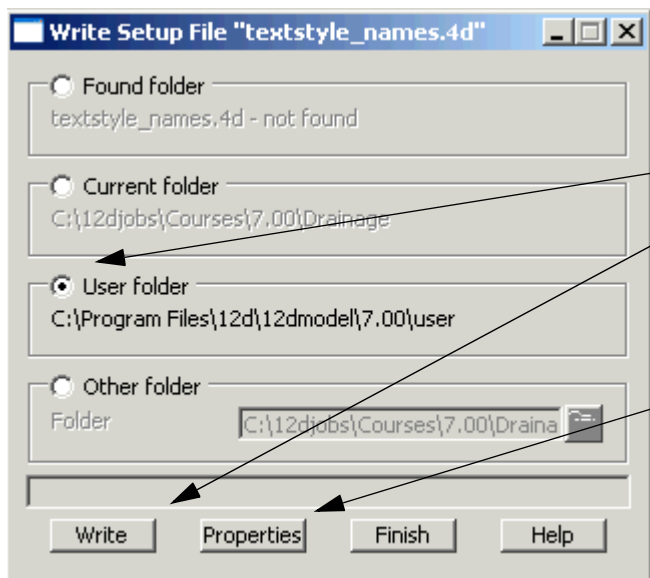 Write Setup File "textstyle_names.4d"
Found folder
textstyle_names.4d - not found
Current folder
C:\12djobs\Courses\7.00\Drainage
User folder
C:\Program Files\12d\12dmodel\7.00\user
Other folder
Folder C:\12djobs\Courses\7.00\Draina
Write Properties Finish Help